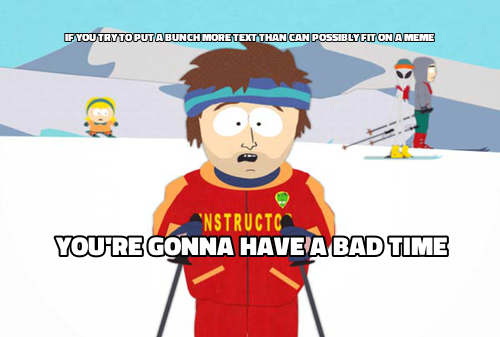 IF YOU TRY TO PUT A BUNCH MORE TEXT THAN CAN POSSIBLY FIT ON A MEME
INSTRUCTO
YOU'RE GONNA HAVE A BAD TIME